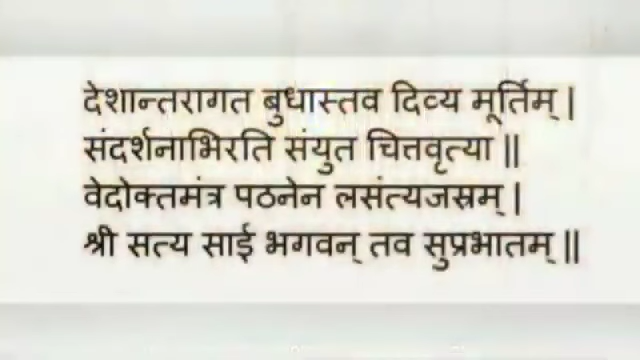 देशान्तरागत बुधास्तव दिव्य मूर्तिम् |
संदर्शनाभिरति संयुत चित्तवृत्या ||
वेदोक्तमंत्र पठनेन लसंत्यजस्रम् |
श्री सत्य साई भगवन् तव सुप्रभातम् ||